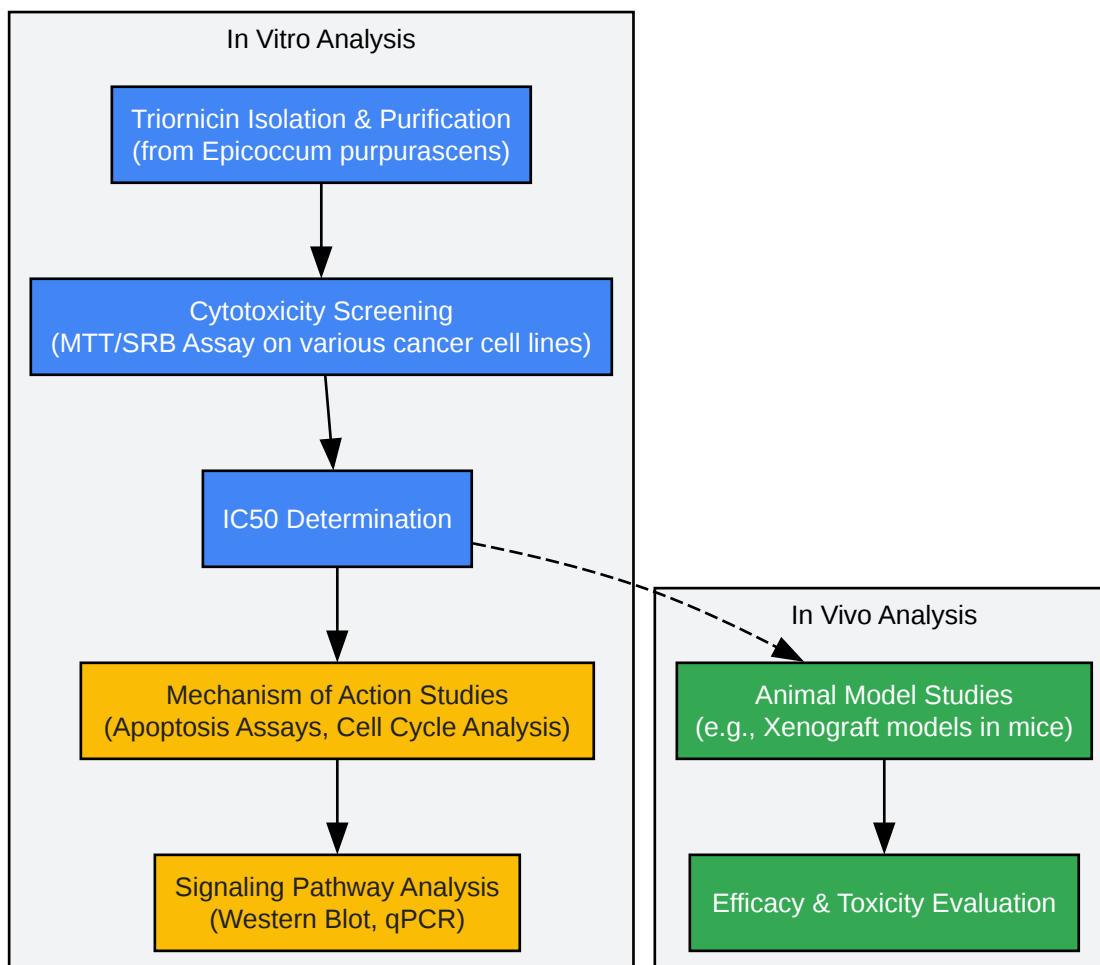 In Vitro Analysis
Triornicin Isolation & Purification
(from Epicoccum purpurascens)
Cytotoxicity Screening
(MTT/SRB Assay on various cancer cell lines)
IC50 Determination
Mechanism of Action Studies
(Apoptosis Assays, Cell Cycle Analysis)
Signaling Pathway Analysis
(Western Blot, qPCR)
In Vivo Analysis
Animal Model Studies
(e.g., Xenograft models in mice)
Efficacy & Toxicity Evaluation